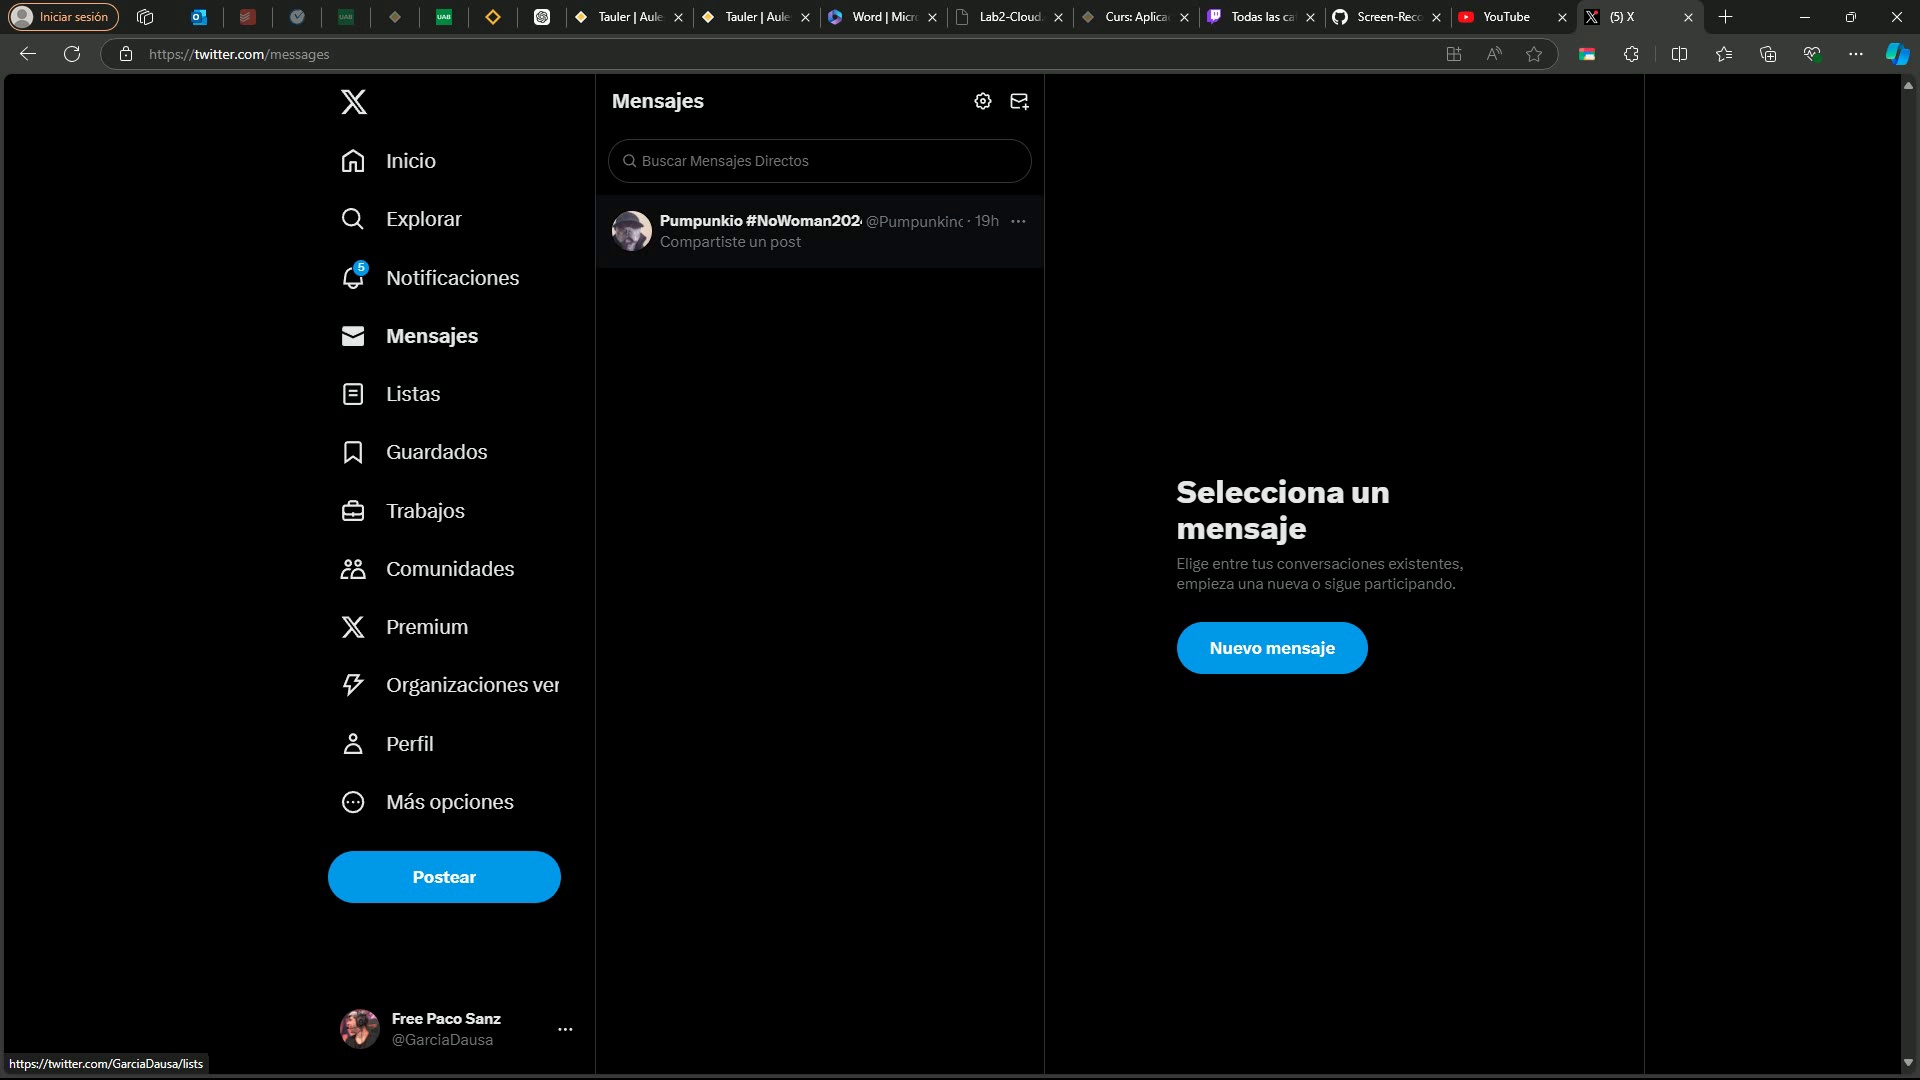 Iniciar sesión
Tauler | Aule
Tauler | Aule
Word | Micr
Lab2-Cloud.
Curs: Aplica
Todas las ca
Screen-Reco
YouTube
(5) X
https://twitter.com/messages
Inicio
Explorar
5
Notificaciones
Mensajes
Listas
Guardados
Trabajos
Comunidades
Premium
Organizaciones ver
Perfil
Más opciones
Postear
Free Paco Sanz
@GarciaDausa
https://twitter.com/GarciaDausa/lists
Mensajes
Buscar Mensajes Directos
Pumpunkio #NoWoman202 @Pumpunkinc · 19h
Compartiste un post
Selecciona un
mensaje
Elige entre tus conversaciones existentes,
empieza una nueva o sigue participando.
Nuevo mensaje